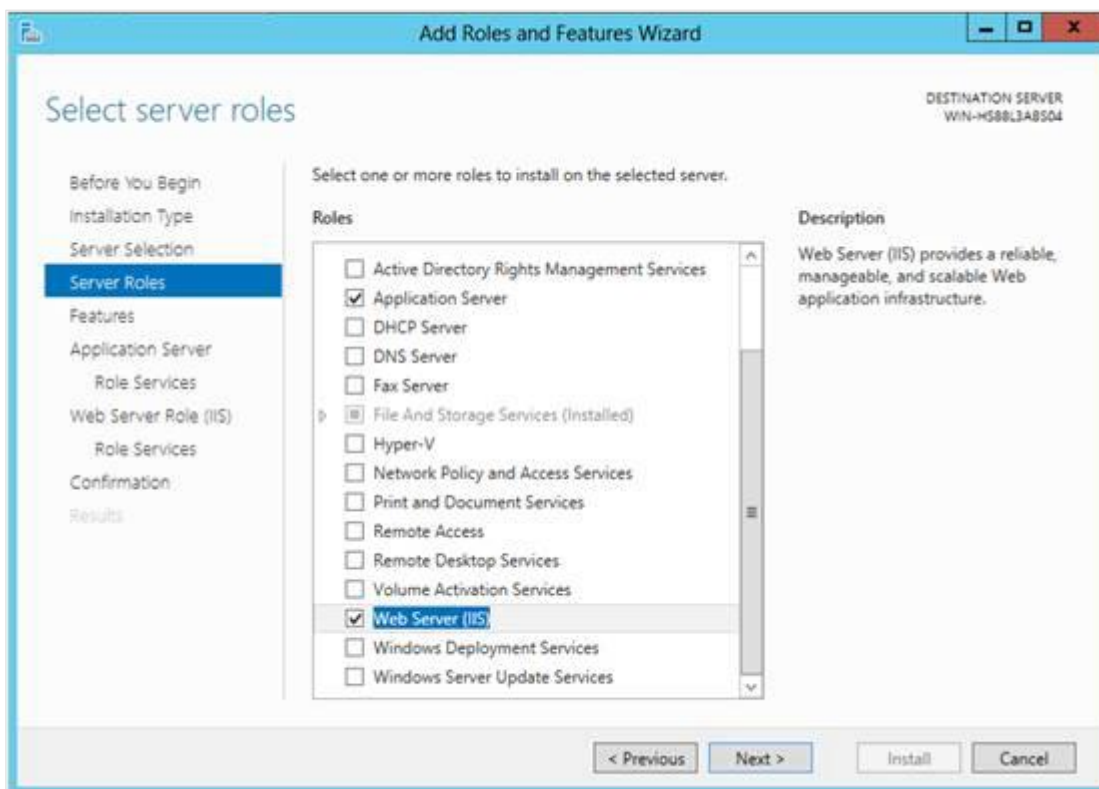 Add Roles and Features Wizard
Select server roles
DESTINATION SERVER
WIN-HS88L3ABS04
Before You Begin
Installation Type
Server Selection
Server Roles
Features
Application Server
Role Services
Web Server Role (IIS)
Role Services
Confirmation
Results
Select one or more roles to install on the selected server.
Roles
Active Directory Rights Management Services
Application Server
DHCP Server
DNS Server
Fax Server
File And Storage Services (Installed)
Hyper-V
Network Policy and Access Services
Print and Document Services
Remote Access
Remote Desktop Services
Volume Activation Services
Web Server (IIS)
Windows Deployment Services
Windows Server Update Services
Description
Web Server (IIS) provides a reliable,
manageable, and scalable Web
application infrastructure.
< Previous
Next >
Install
Cancel